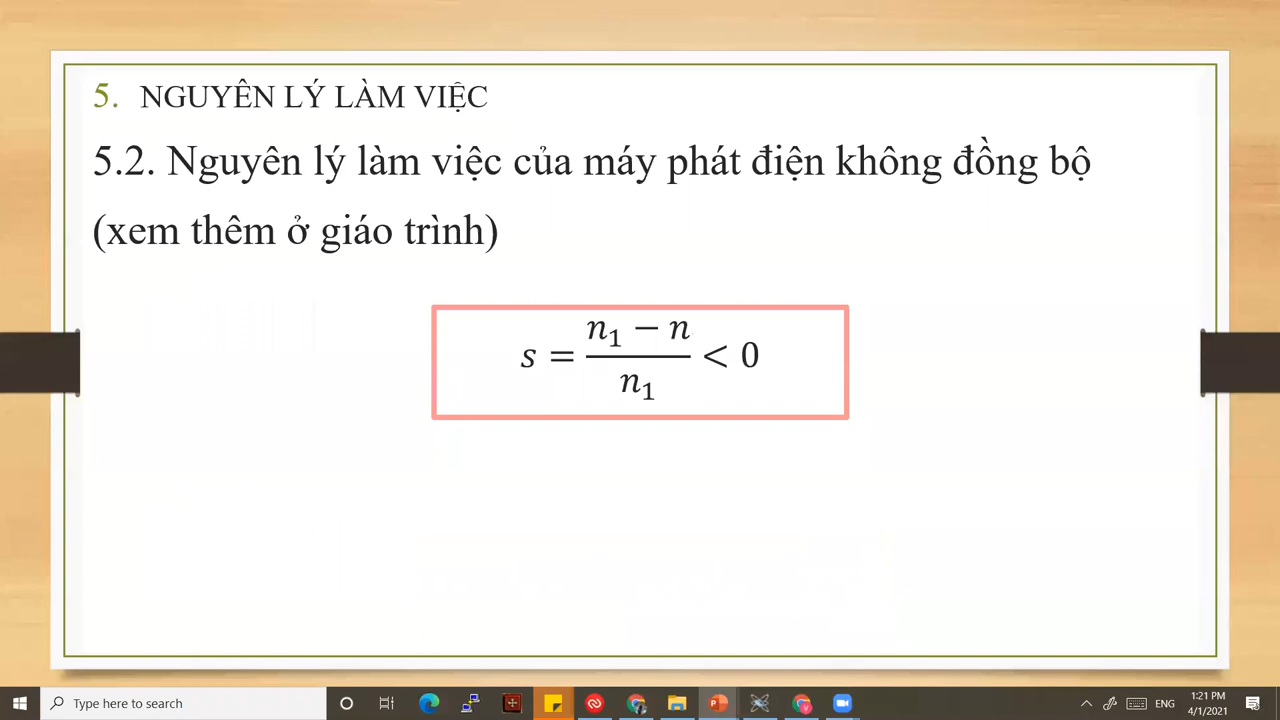 5. NGUYÊN LÝ LÀM VIỆC
5.2. Nguyên lý làm việc của máy phát điện không đồng bộ
(xem thêm ở giáo trình)
s = (n₁ − n)/n₁ < 0
Type here to search
ENG
1:21 PM
4/1/2021